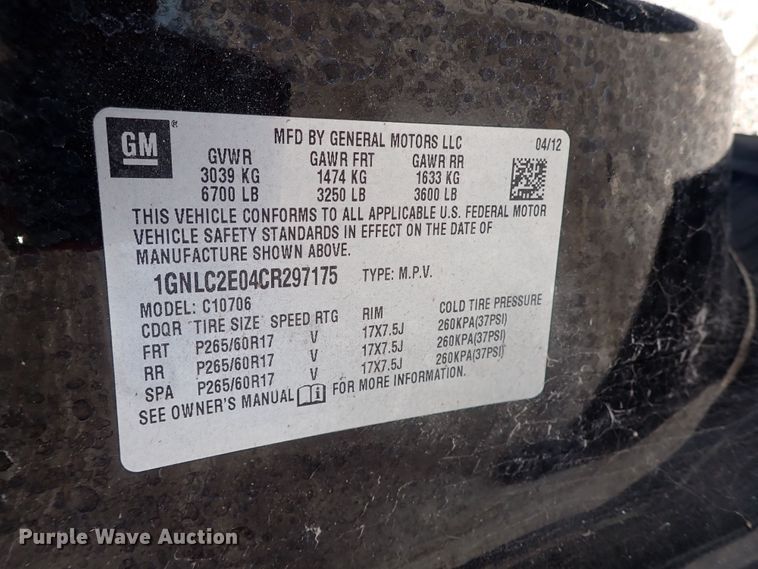 GM ® MFD BY GENERAL MOTORS LLC 04/12
GVWR GAWR FRT GAWR RR
3039 KG 1474 KG 1633 KG
6700 LB 3250 LB 3600 LB
THIS VEHICLE CONFORMS TO ALL APPLICABLE U.S. FEDERAL MOTOR
VEHICLE SAFETY STANDARDS IN EFFECT ON THE DATE OF
MANUFACTURE SHOWN ABOVE.
1GNLC2E04CR297175 TYPE: M.P.V.
MODEL: C10706
CDQR TIRE SIZE SPEED RTG RIM COLD TIRE PRESSURE
FRT P265/60R17 V 17X7.5J 260KPA(37PSI)
RR P265/60R17 V 17X7.5J 260KPA(37PSI)
SPA P265/60R17 V 17X7.5J 260KPA(37PSI)
SEE OWNER'S MANUAL FOR MORE INFORMATION.
Purple Wave Auction®